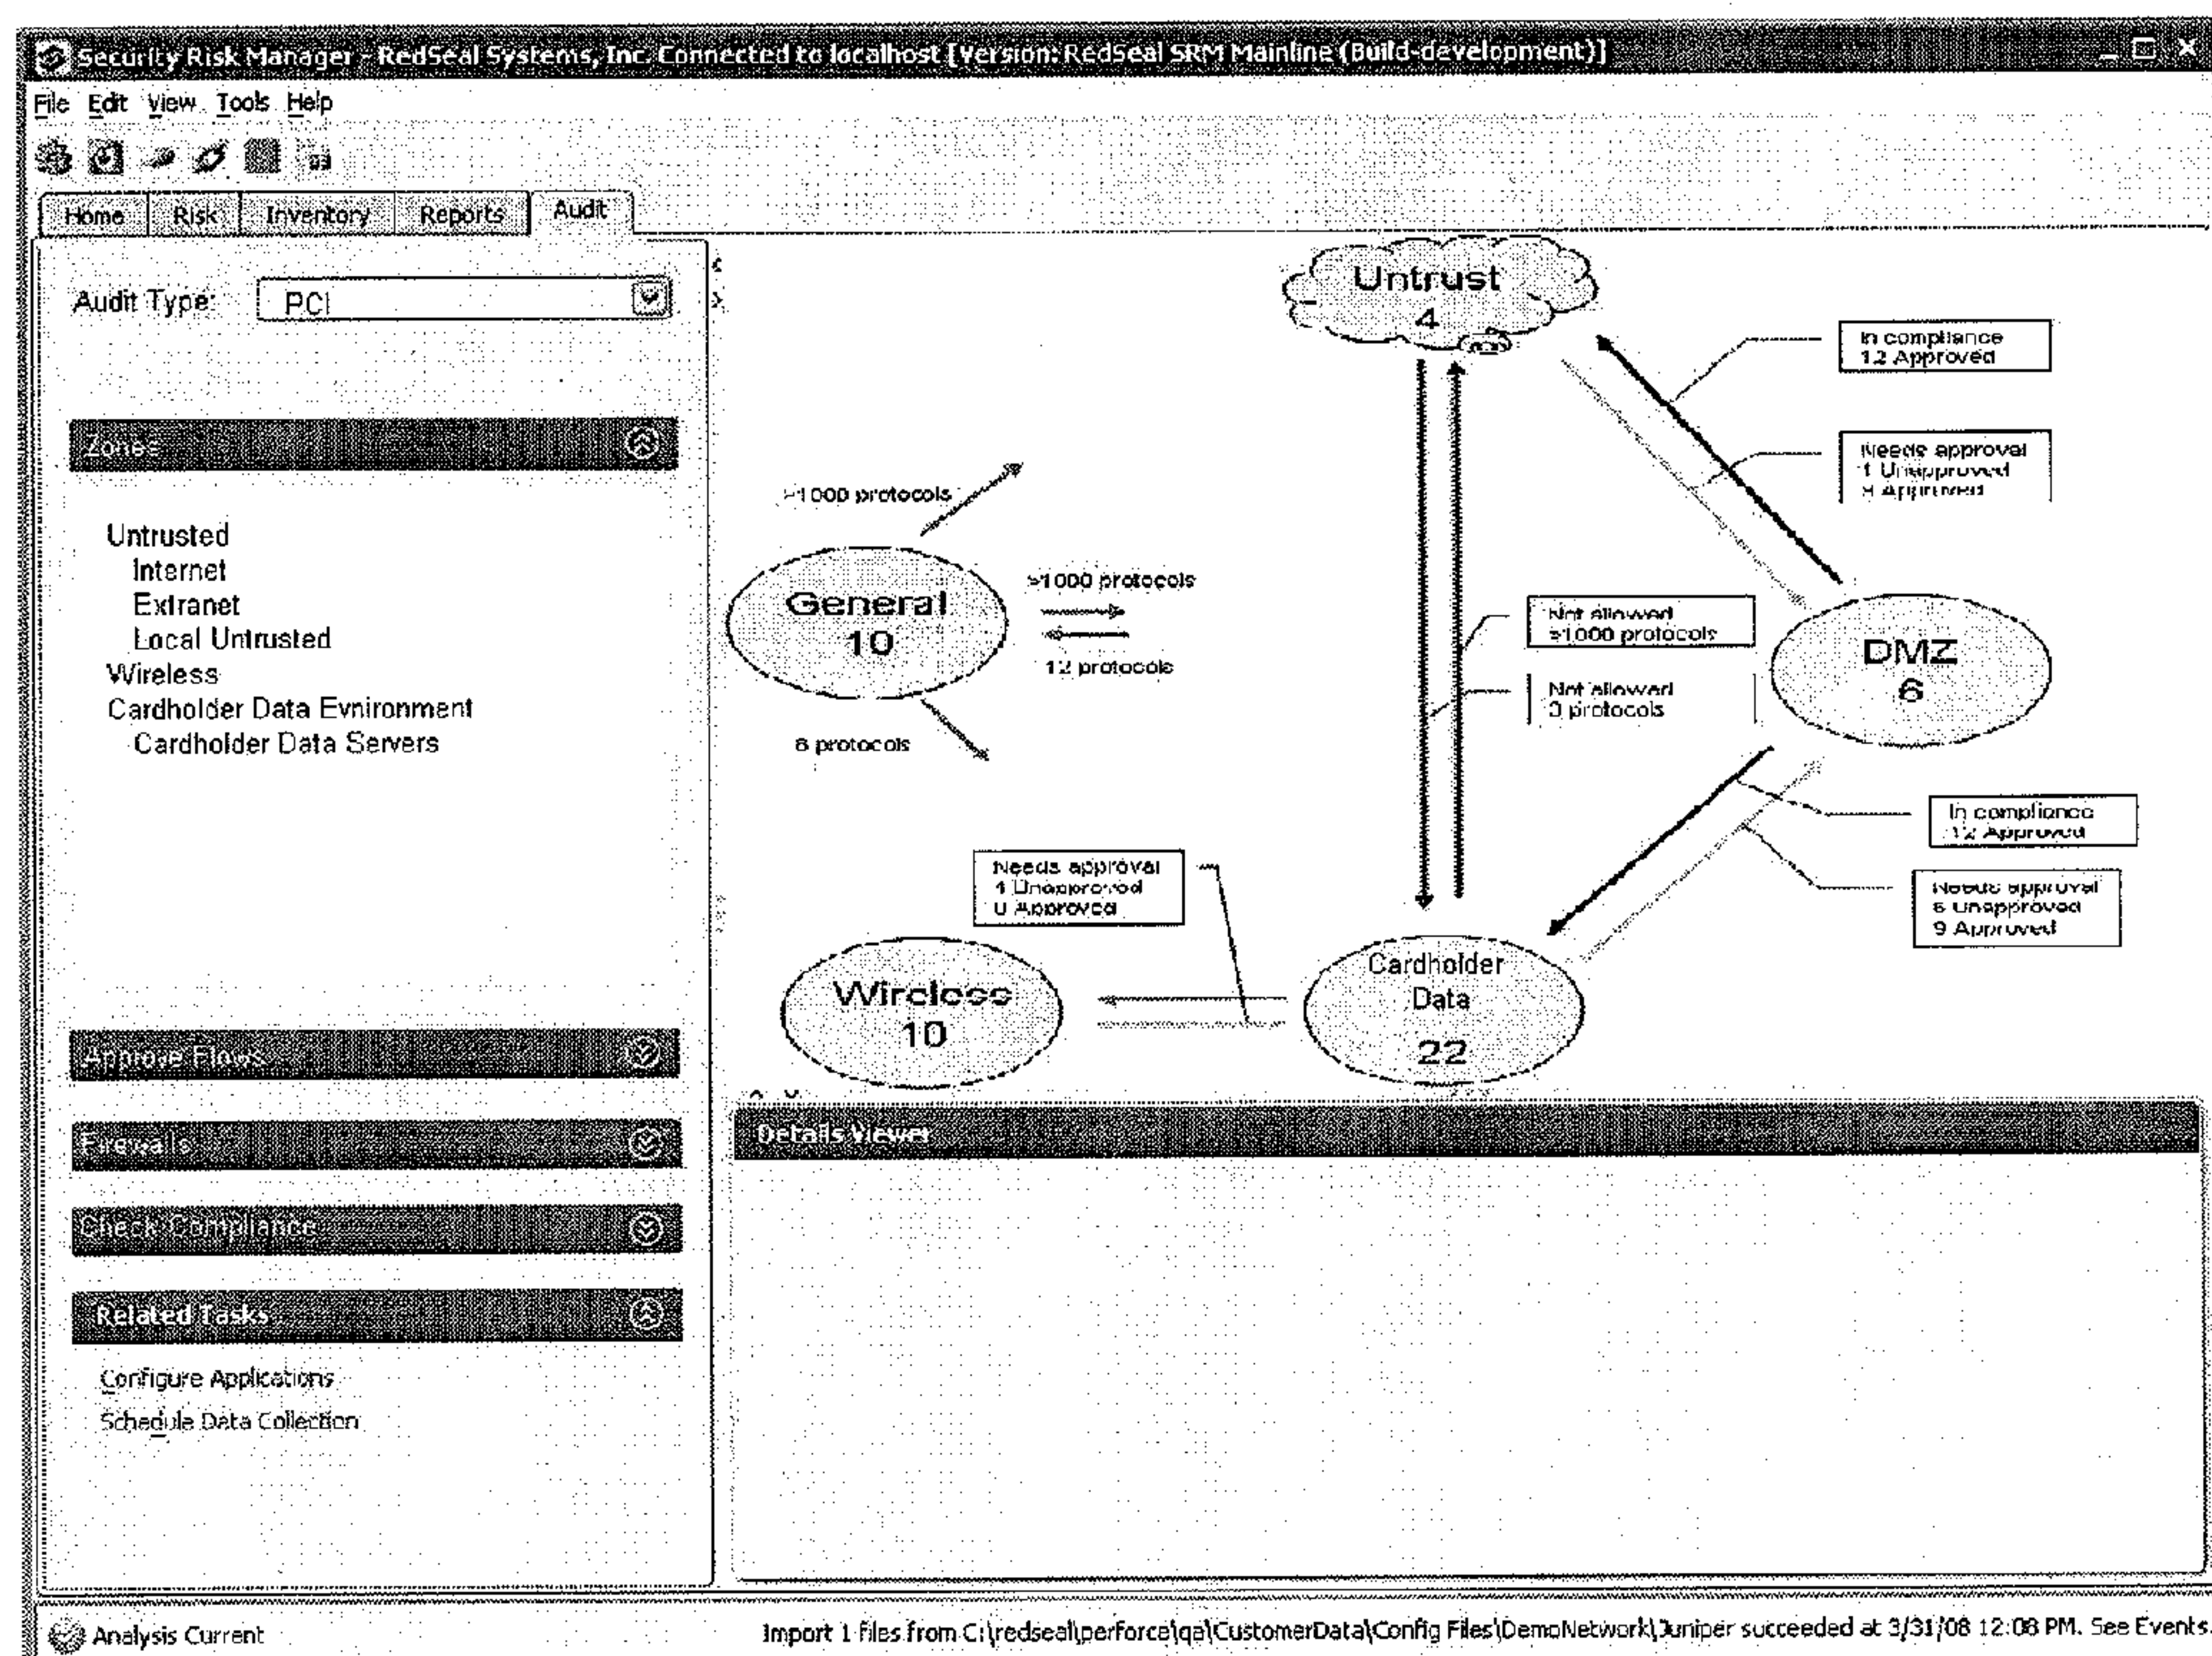 Security Risk Manager - RedSeal Systems, Inc. Connected to localhost [Version: RedSeal SRM Mainline (Build-development)]
File Edit View Tools Help
Home Risk Inventory Reports Audit
Audit Type: PCI
Zones
Untrusted
Internet
Extranet
Local Untrusted
Wireless
Cardholder Data Evnironment
Cardholder Data Servers
Approve Flows
Firewalls
Check Compliance
Related Tasks
Configure Applications
Schedule Data Collection
Untrust
4
In compliance
12 Approved
Needs approval
1 Unapproved
Approved
>1000 protocols
General
10
>1000 protocols
12 protocols
Not allowed
>1000 protocols
Not allowed
3 protocols
DMZ
6
protocols
In compliance
12 Approved
Needs approval
6 Unapproved
9 Approved
Needs approval
Unapproved
0 Approved
Wireless
10
Cardholder
Data
22
Details Viewer
Analysis Current
Import 1 files from C:\redseal\perforce\qa\CustomerData\Config Files\DemoNetwork\Juniper succeeded at 3/31/08 12:08 PM. See Events.